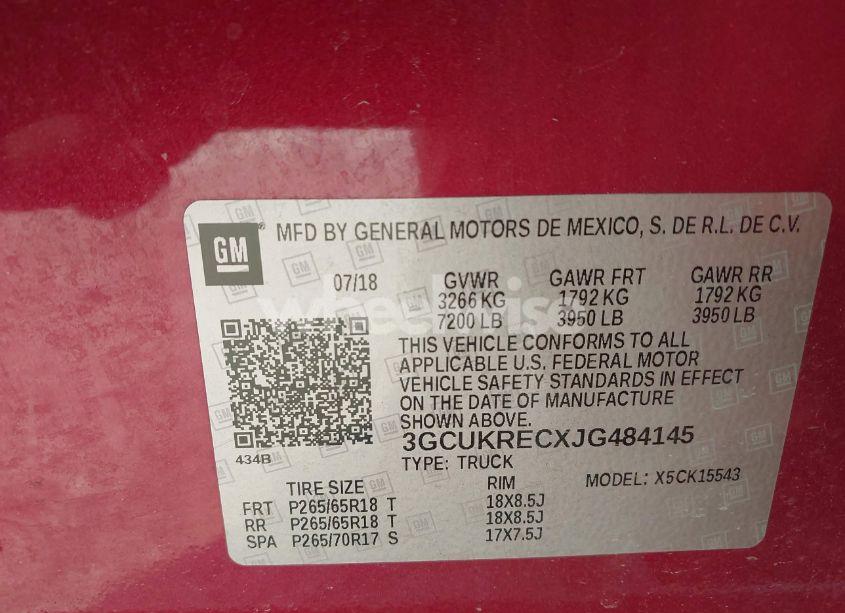 GM
MFD BY GENERAL MOTORS DE MEXICO, S. DE R.L. DE C.V.
07/18 GVWR GAWR FRT GAWR RR
3266 KG 1792 KG 1792 KG
7200 LB 3950 LB 3950 LB
THIS VEHICLE CONFORMS TO ALL
APPLICABLE U.S. FEDERAL MOTOR
VEHICLE SAFETY STANDARDS IN EFFECT
ON THE DATE OF MANUFACTURE
SHOWN ABOVE.
434B
3GCUKRECXJG484145
TYPE: TRUCK
MODEL: X5CK15543
TIRE SIZE RIM
FRT P265/65R18 T 18X8.5J
RR P265/65R18 T 18X8.5J
SPA P265/70R17 S 17X7.5J